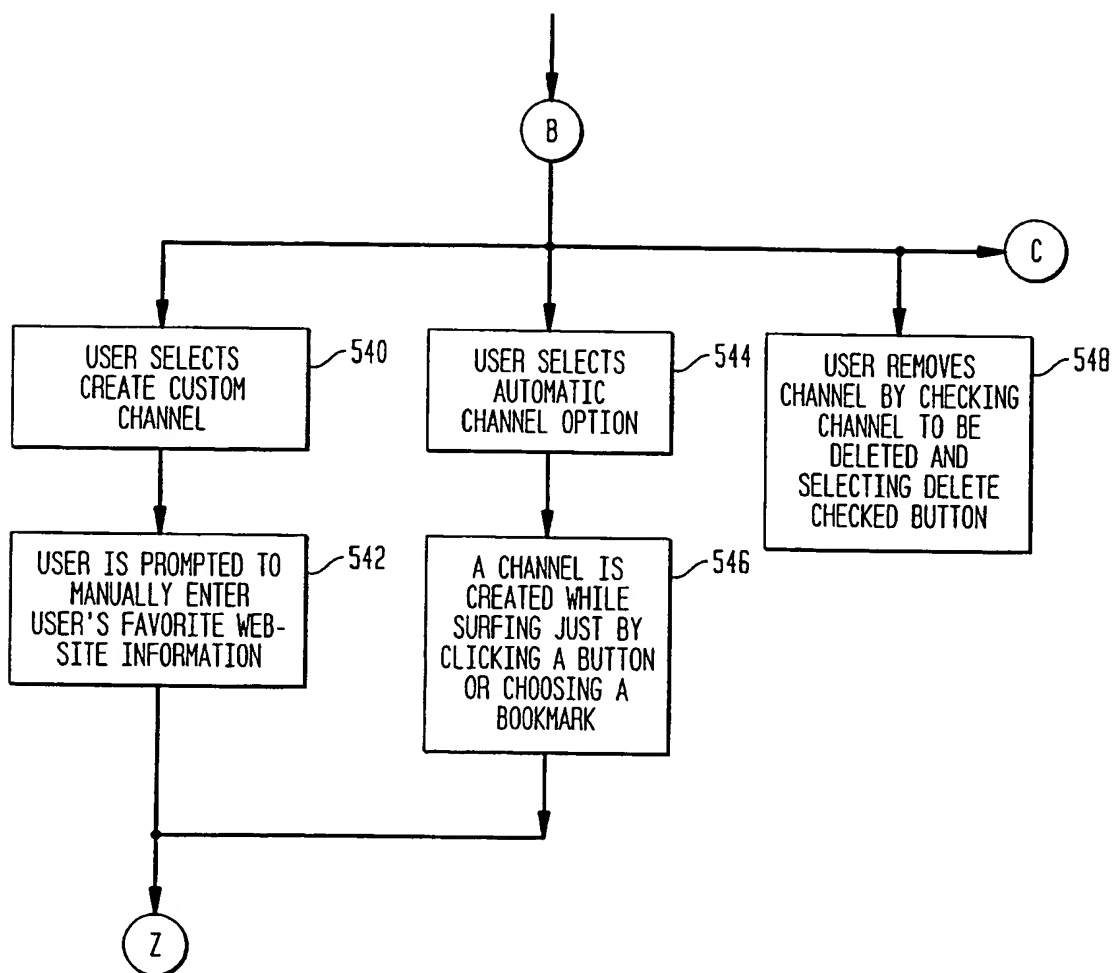 B
C
USER SELECTS
CREATE CUSTOM
CHANNEL
540
USER SELECTS
AUTOMATIC
CHANNEL OPTION
544
USER REMOVES
CHANNEL BY CHECKING
CHANNEL TO BE
DELETED AND
SELECTING DELETE
CHECKED BUTTON
548
USER IS PROMPTED TO
MANUALLY ENTER
USER'S FAVORITE WEB-
SITE INFORMATION
542
A CHANNEL IS
CREATED WHILE
SURFING JUST BY
CLICKING A BUTTON
OR CHOOSING A
BOOKMARK
546
Z